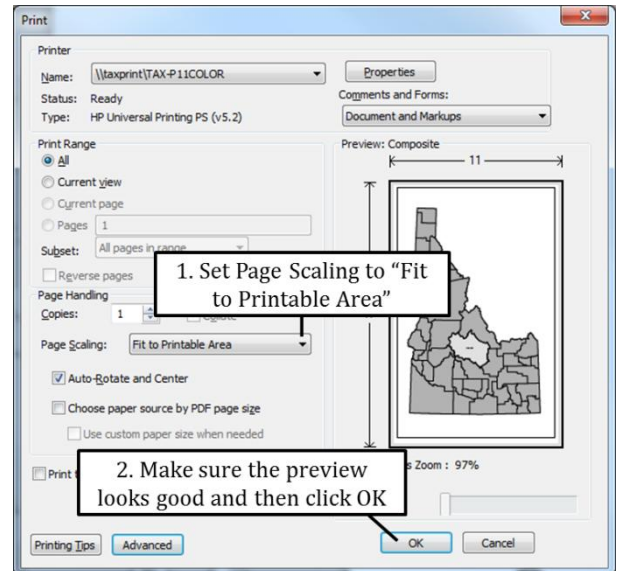 Print
Printer
Name: \\taxprint\TAX-P11COLOR
Properties
Status: Ready
Comments and Forms:
Type: HP Universal Printing PS (v5.2)
Document and Markups
Print Range
All
Current view
Current page
Pages 1
Subset: All pages in range
Reverse pages
Preview: Composite
11
1. Set Page Scaling to “Fit
to Printable Area”
Page Handling
Copies: 1
Page Scaling: Fit to Printable Area
Auto-Rotate and Center
Choose paper source by PDF page size
Use custom paper size when needed
Print
Zoom : 97%
2. Make sure the preview
looks good and then click OK
Printing Tips
Advanced
OK
Cancel